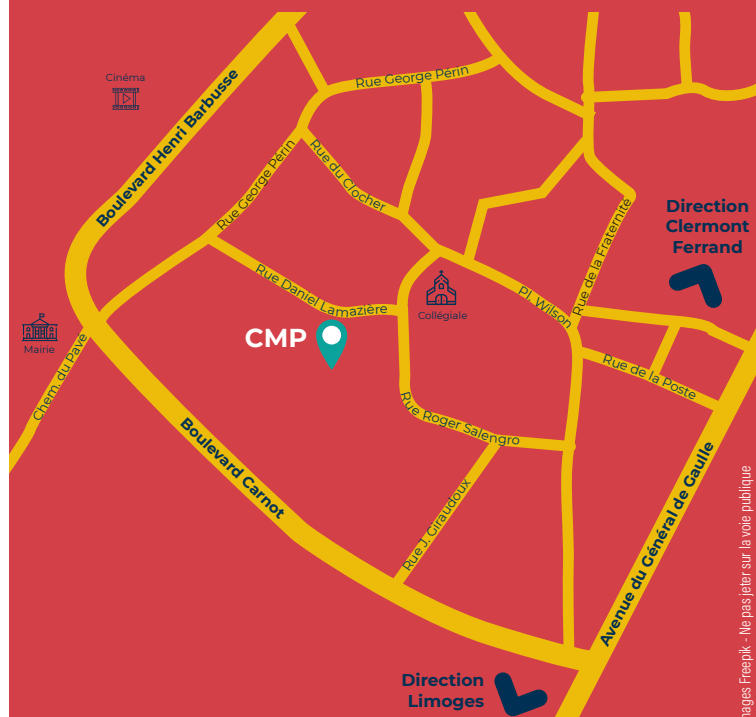 Cinéma
Boulevard Henri Barbusse
Rue George Périn
Rue George Périn
Rue du Clocher
Direction
Clermont
Ferrand
Rue de la Fraternité
Rue Daniel Lamazière
Pl. Wilson
Collégiale
Mairie
CMP
Chem. du Pavé
Rue de la Poste
Rue Roger Salengro
Boulevard Carnot
Rue J. Giraudoux
Avenue du Général de Gaulle
Direction
Limoges
ages Freepik - Ne pas jeter sur la voie publique